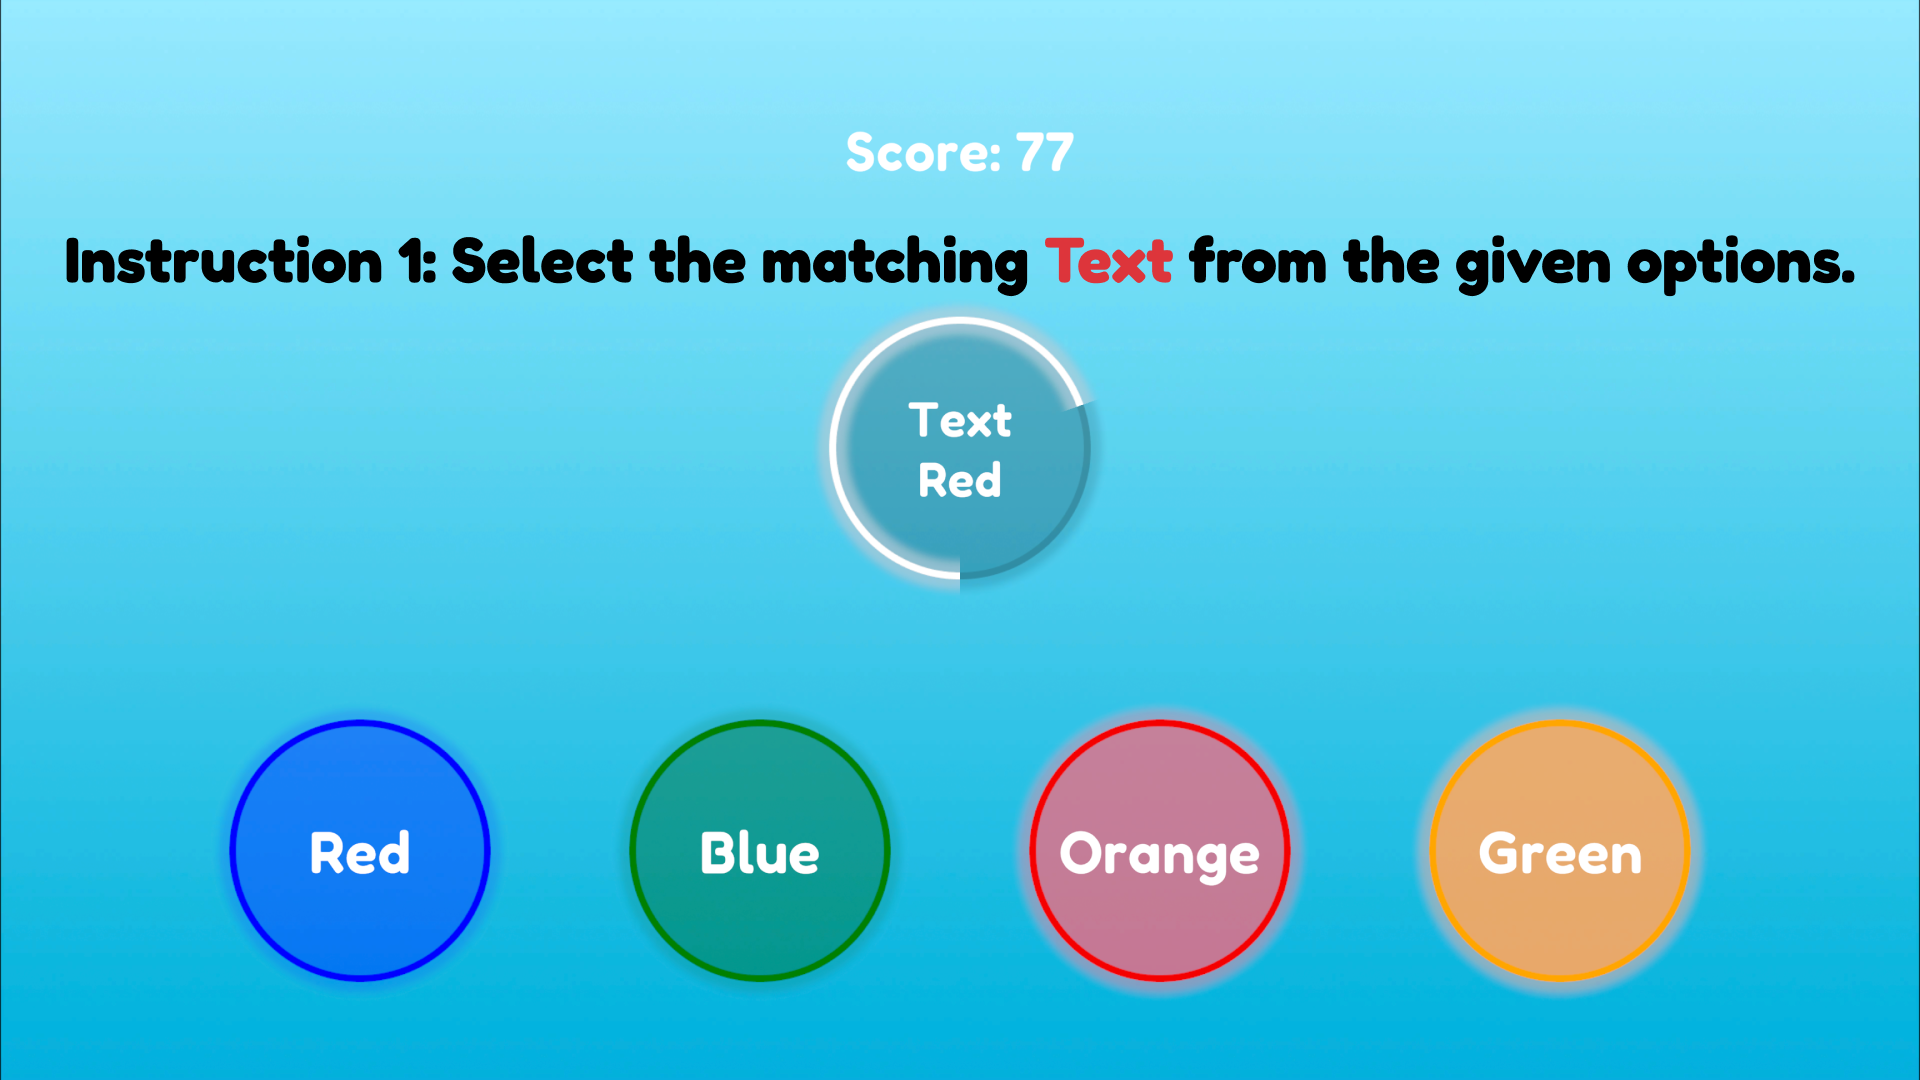 Score: 77
Instruction 1: Select the matching Text from the given options.
Text
Red
Red
Blue
Orange
Green